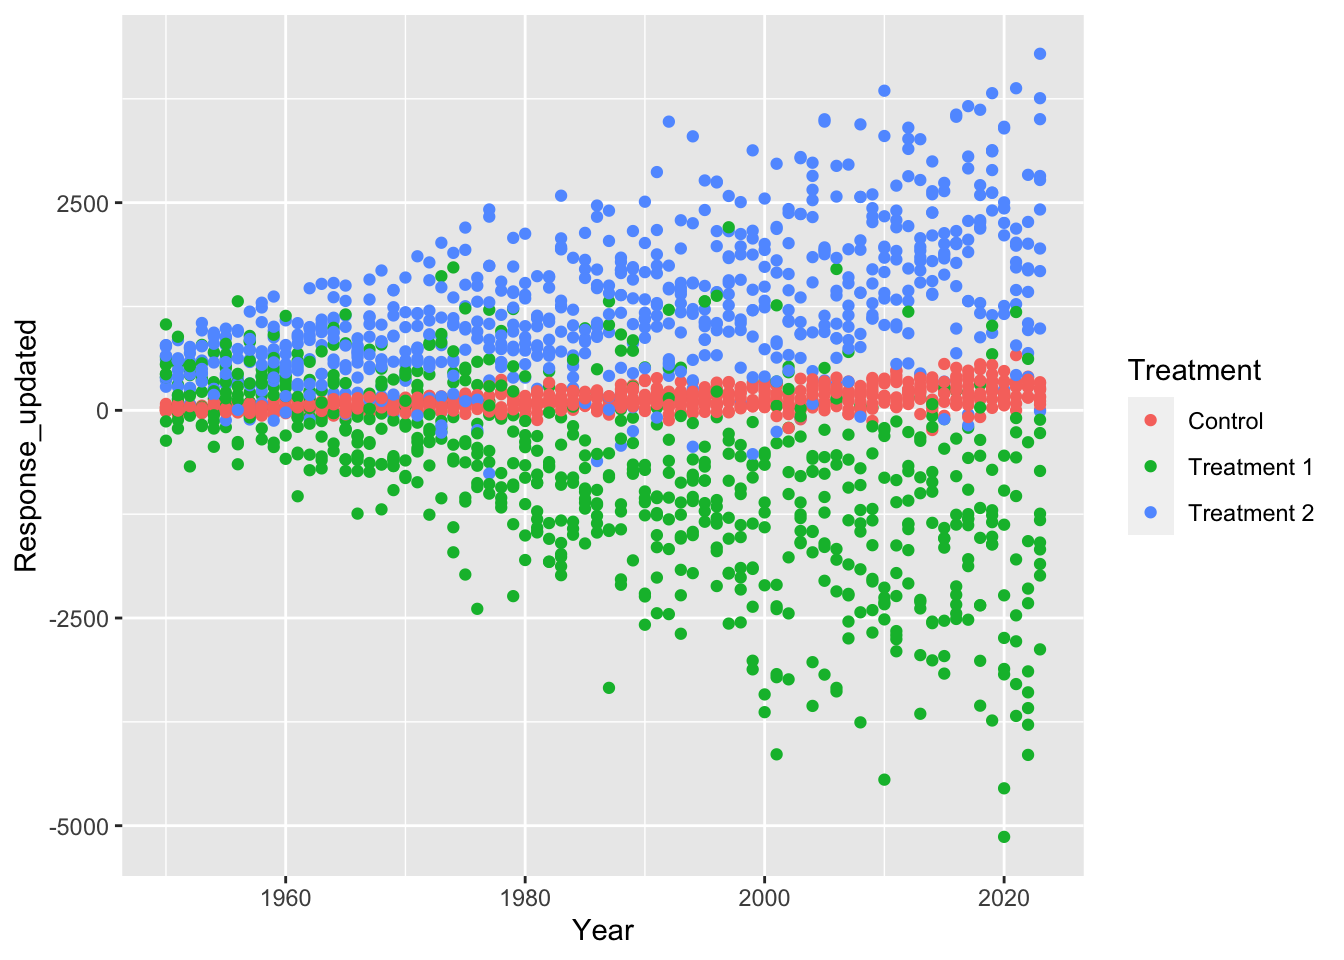 2500
0
-2500
-5000
Response_updated
1960
1980
2000
2020
Year
Treatment
Control
Treatment 1
Treatment 2